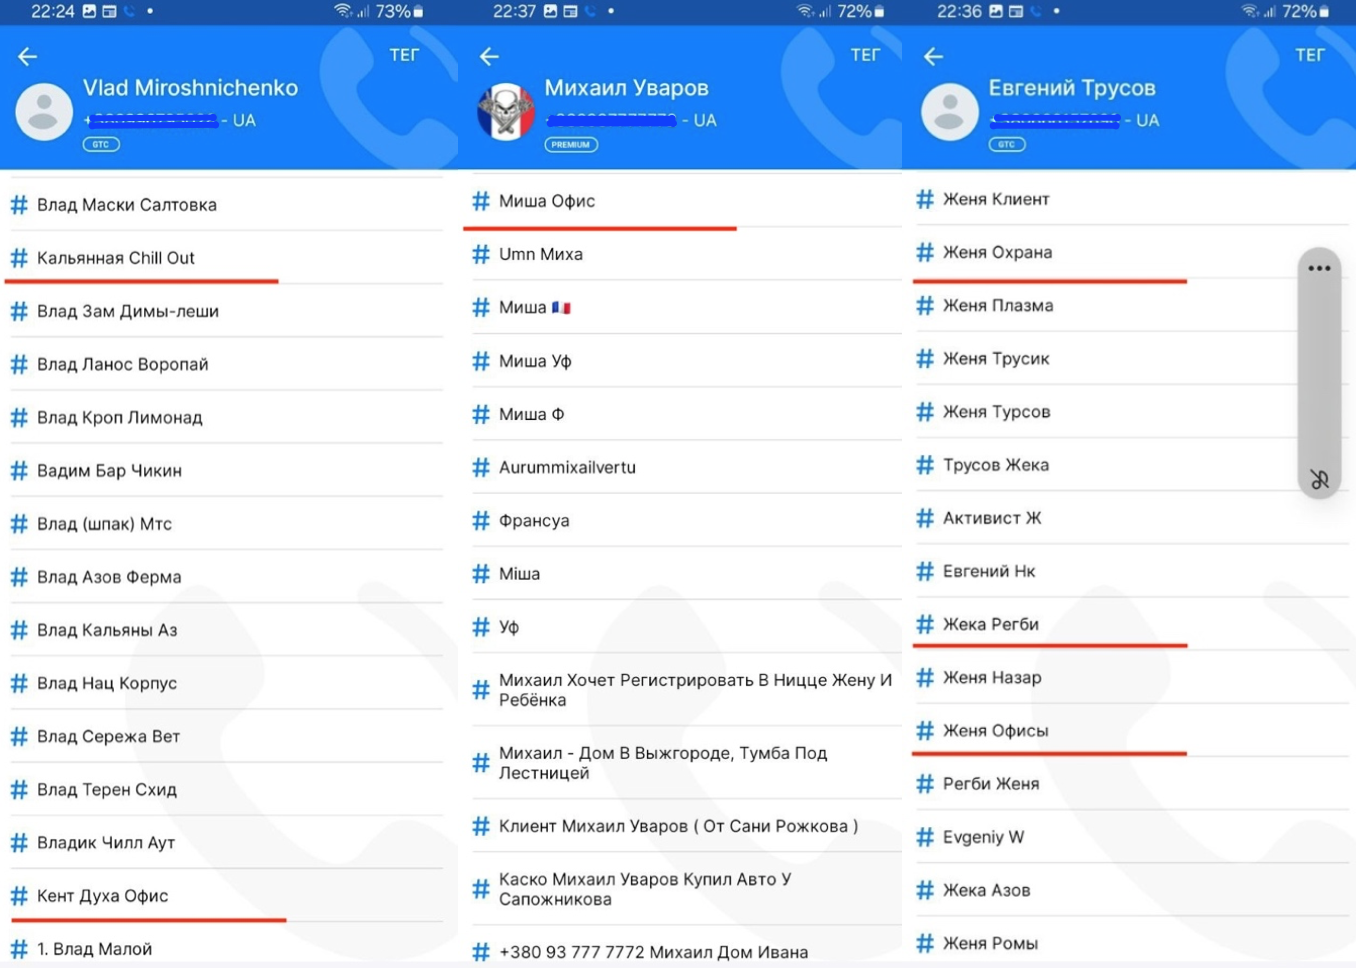 22:24
73%
ТЕГ
Vlad Miroshnichenko
- UA
GTC
# Влад Маски Салтовка
# Кальянная Chill Out
# Влад Зам Димы-леши
# Влад Ланос Воропай
# Влад Кроп Лимонад
# Вадим Бар Чикин
# Влад (шпак) Мтс
# Влад Азов Ферма
# Влад Кальяны Аз
# Влад Нац Корпус
# Влад Сережа Вет
# Влад Терен Схид
# Владик Чилл Аут
# Кент Духа Офис
# 1. Влад Малой
22:37
72%
ТЕГ
Михаил Уваров
- UA
PREMIUM
# Миша Офис
# Umn Миха
# Миша 🇫🇷
# Миша Уф
# Миша Ф
# Aurummixailvertu
# Франсуа
# Міша
# Уф
# Михаил Хочет Регистрировать В Ницце Жену И
Ребёнка
# Михаил - Дом В Выжгороде, Тумба Под
Лестницей
# Клиент Михаил Уваров ( От Сани Рожкова )
# Каско Михаил Уваров Купил Авто У
Сапожникова
# +380 93 777 7772 Михаил Дом Ивана
22:36
72%
ТЕГ
Евгений Трусов
- UA
GTC
# Женя Клиент
# Женя Охрана
# Женя Плазма
# Женя Трусик
# Женя Турсов
# Трусов Жека
# Активист Ж
# Евгений Нк
# Жека Регби
# Женя Назар
# Женя Офисы
# Регби Женя
# Evgeniy W
# Жека Азов
# Женя Ромы